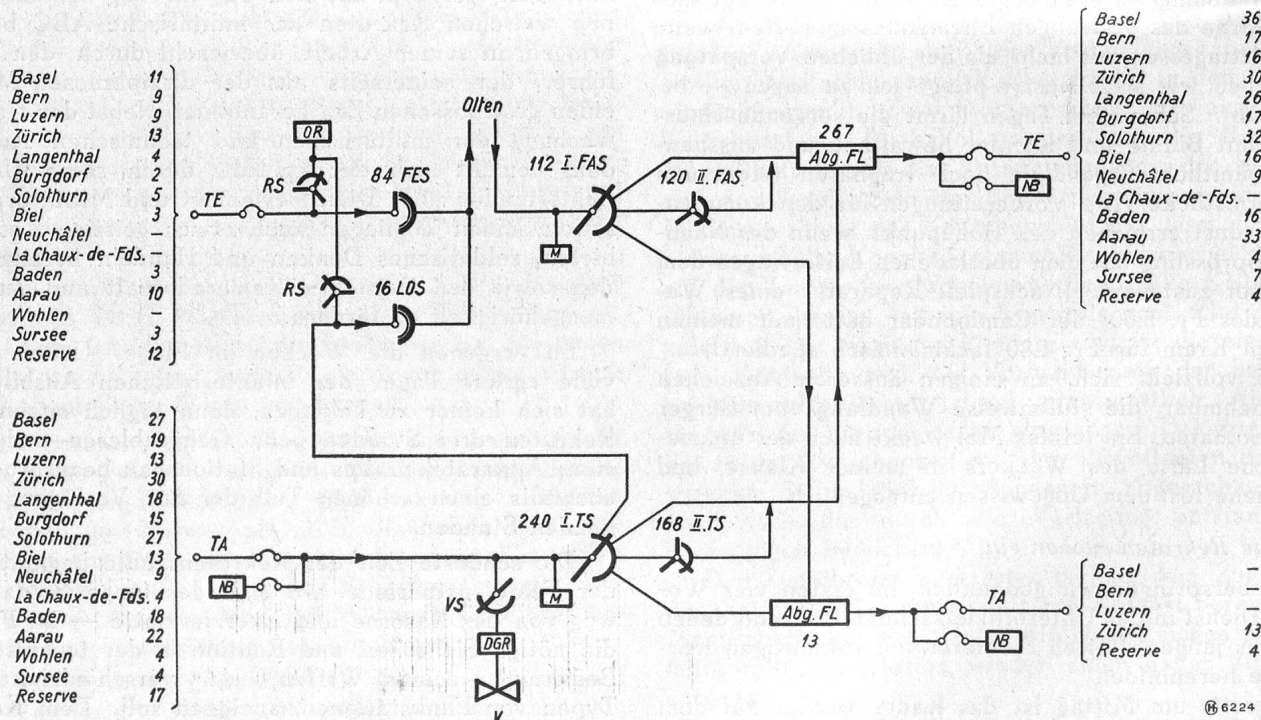 Basel 11
Bern 9
Luzern 9
Zürich 13
Langenthal 4
Burgdorf 4
Solothurn 5
Biel 3
Neuchâtel –
La Chaux-de-Fds. –
Baden 3
Aarau 10
Wohlen –
Sursee 3
Reserve 12
TE
OR
RS
84 FES
RS
16 LOS
Olten
112 I. FAS
M
120 II. FAS
267
Abg. FL
TE
NB
Basel 36
Bern 17
Luzern 16
Zürich 30
Langenthal 26
Burgdorf 17
Solothurn 32
Biel 16
Neuchâtel 9
La Chaux-de-Fds.
Baden 16
Aarau 33
Wohlen 4
Sursee 7
Reserve 4
Basel 27
Bern 19
Luzern 13
Zürich 30
Langenthal 18
Burgdorf 15
Solothurn 27
Biel 13
Neuchâtel 9
La Chaux-de-Fds. 4
Baden 18
Aarau 22
Wohlen 4
Sursee 4
Reserve 17
TA
NB
VS
DGR
K
M
240 I. TS
168 II. TS
Abg. FL
13
TA
NB
Basel –
Bern
Luzern –
Zürich 13
Reserve 4
6224